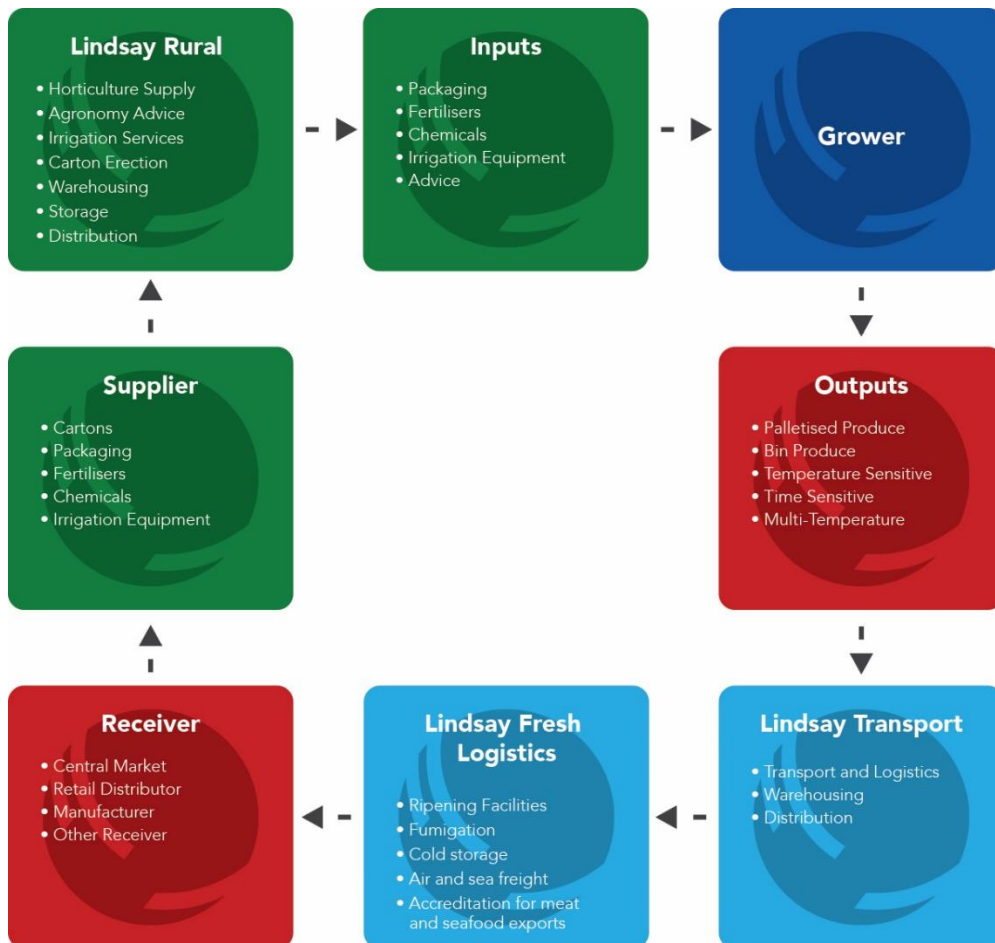 Lindsay Rural
• Horticulture Supply
• Agronomy Advice
• Irrigation Services
• Carton Erection
• Warehousing
• Storage
• Distribution
Inputs
• Packaging
• Fertilisers
• Chemicals
• Irrigation Equipment
• Advice
Grower
Supplier
• Cartons
• Packaging
• Fertilisers
• Chemicals
• Irrigation Equipment
Outputs
• Palletised Produce
• Bin Produce
• Temperature Sensitive
• Time Sensitive
• Multi-Temperature
Receiver
• Central Market
• Retail Distributor
• Manufacturer
• Other Receiver
Lindsay Fresh
Logistics
• Ripening Facilities
• Fumigation
• Cold storage
• Air and sea freight
• Accreditation for meat
and seafood exports
Lindsay Transport
• Transport and Logistics
• Warehousing
• Distribution